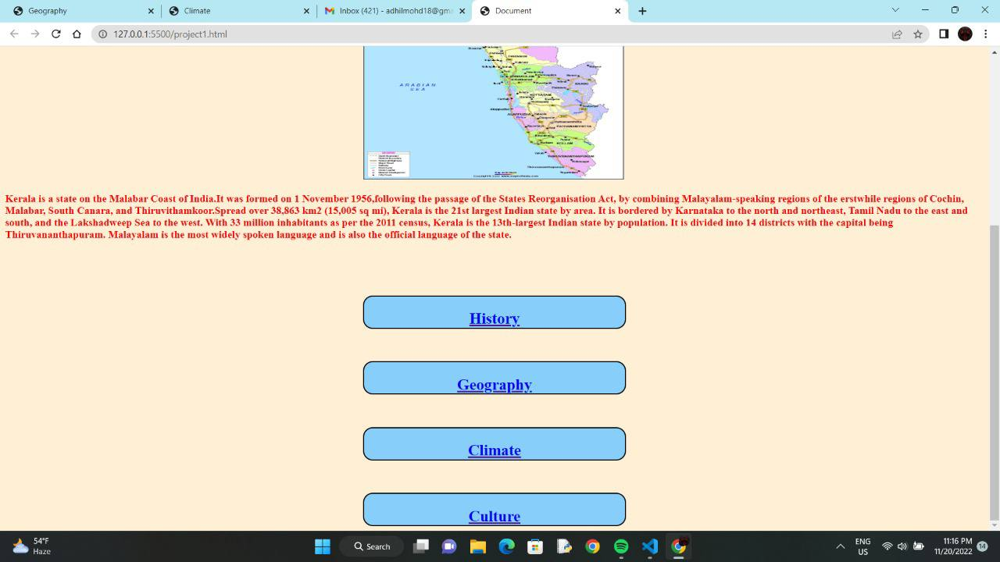 Geography
Climate
Inbox (421) - adhilmohd18@gm
Document
127.0.0.1:5500/project1.html
ARABIAN
SEA
IDUKKI
KOTTAYAM
ALAPPUZHA
PATHANAMTHITTA
KOLLAM
THIRUVANANTHAPURAM
Kerala is a state on the Malabar Coast of India.It was formed on 1 November 1956,following the passage of the States Reorganisation Act, by combining Malayalam-speaking regions of the erstwhile regions of Cochin,
Malabar, South Canara, and Thiruvithamkoor.Spread over 38,863 km2 (15,005 sq mi), Kerala is the 21st largest Indian state by area. It is bordered by Karnataka to the north and northeast, Tamil Nadu to the east and
south, and the Lakshadweep Sea to the west. With 33 million inhabitants as per the 2011 census, Kerala is the 13th-largest Indian state by population. It is divided into 14 districts with the capital being
Thiruvananthapuram. Malayalam is the most widely spoken language and is also the official language of the state.
History
Geography
Climate
Culture
54°F
Haze
Search
ENG
US
11:16 PM
11/20/2022
14